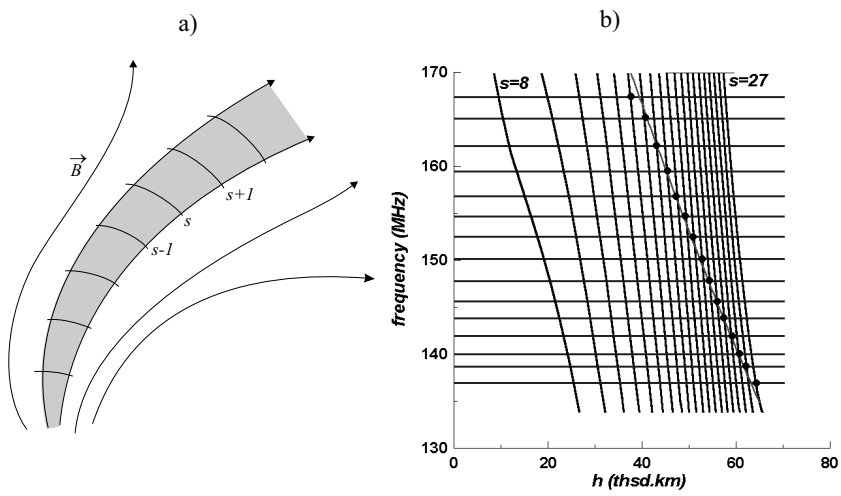 a)
B
s-1
s
s+1
b)
frequency (MHz)
170
160
150
140
130
s=8
s=27
0
20
40
60
80
h (thsd.km)